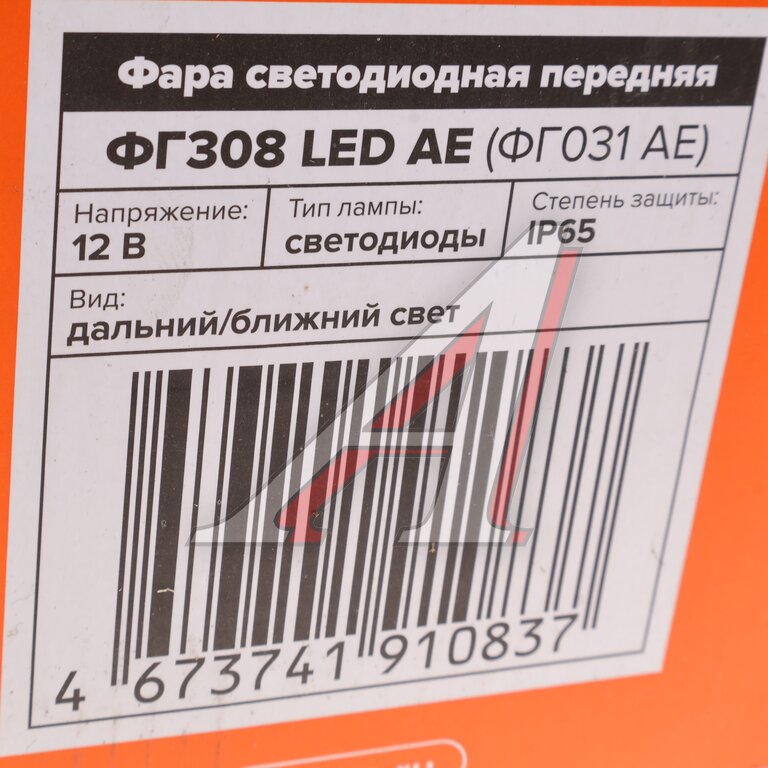 Фара светодиодная передняя
ФГ308 LED AE (ФГ031 AE)
Напряжение:
12 В
Тип лампы:
светодиоды
Степень защиты:
IP65
Вид:
дальний/ближний свет
4 673741 910837